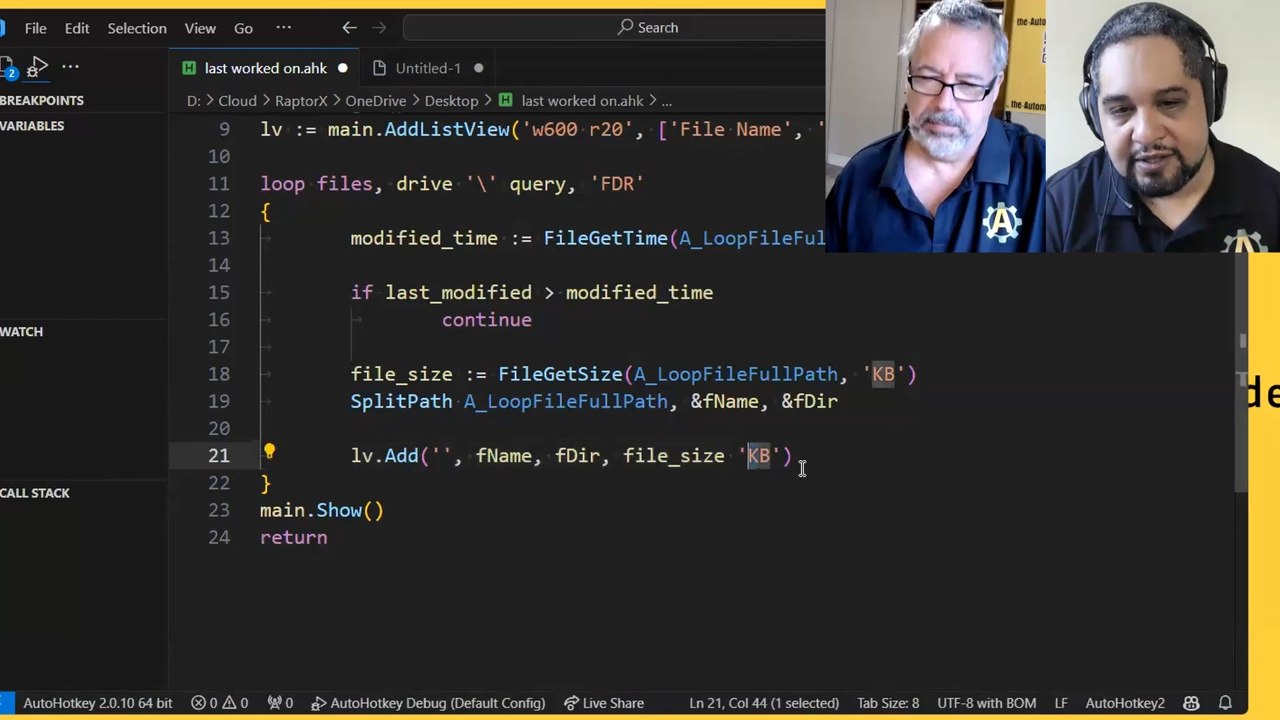 File Edit Selection View Go ··· Search
the-Auto
last worked on.ahk Untitled-1
2
BREAKPOINTS
D: > Cloud > RaptorX > OneDrive > Desktop > last worked on.ahk > ...
VARIABLES
9 lv := main.AddListView('w600 r20', ['File Name', '
10
11 loop files, drive '\' query, 'FDR'
12 {
13 modified_time := FileGetTime(A_LoopFileFul
14
15 if last_modified > modified_time
16 continue
17
WATCH
18 file_size := FileGetSize(A_LoopFileFullPath, 'KB')
19 SplitPath A_LoopFileFullPath, &fName, &fDir
20
21 lv.Add('', fName, fDir, file_size 'KB')
22 }
CALL STACK
23 main.Show()
24 return
de
AutoHotkey 2.0.10 64 bit 0 0 0 AutoHotkey Debug (Default Config) Live Share Ln 21, Col 44 (1 selected) Tab Size: 8 UTF-8 with BOM LF AutoHotkey2